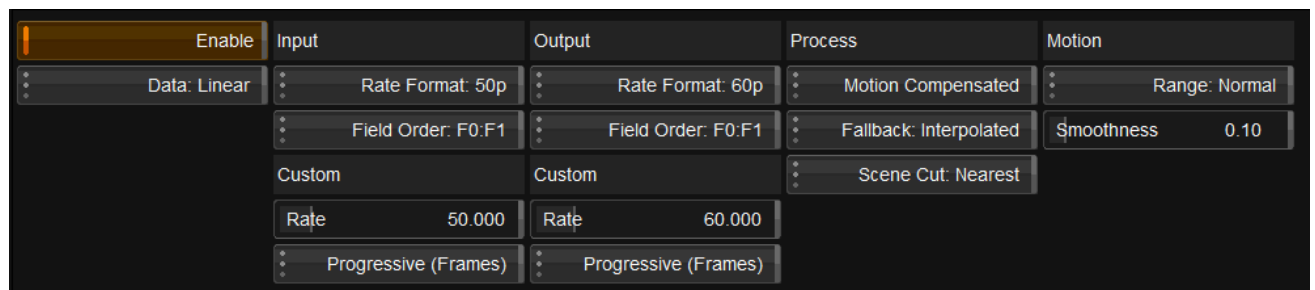 Enable Input Output Process Motion
Data: Linear Rate Format: 50p Rate Format: 60p Motion Compensated Range: Normal
Field Order: F0:F1 Field Order: F0:F1 Fallback: Interpolated Smoothness 0.10
Custom Custom Scene Cut: Nearest
Rate 50.000 Rate 60.000
Progressive (Frames) Progressive (Frames)